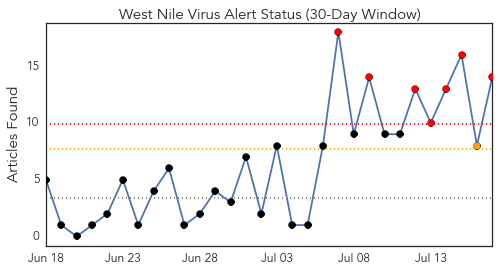 West Nile Virus Alert Status (30-Day Window)
Articles Found
15
10
5
0
Jun 18 Jun 23 Jun 28 Jul 03 Jul 08 Jul 13